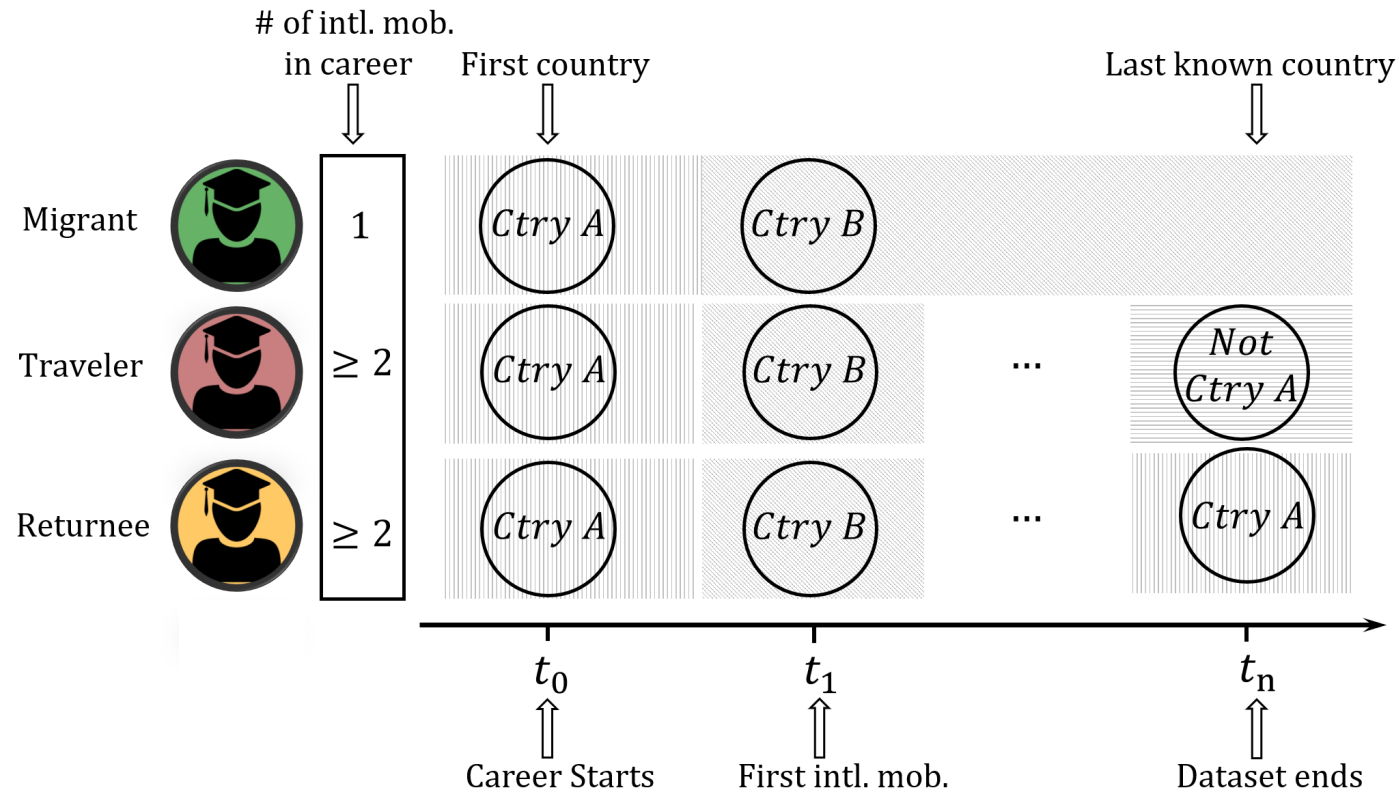 # of intl. mob.
in career
First country
Last known country
Migrant
1
Ctry A
Ctry B
Traveler
≥ 2
Ctry A
Ctry B
...
Not
Ctry A
Returnee
≥ 2
Ctry A
Ctry B
...
Ctry A
t0
t1
tn
Career Starts
First intl. mob.
Dataset ends